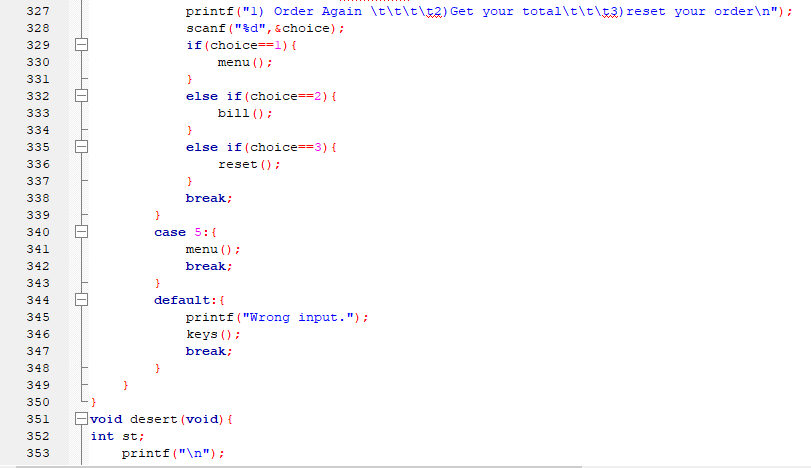 327 printf("1) Order Again \t\t\t\t2)Get your total\t\t\t3)reset your order\n");
328 scanf("%d",&choice);
329 if(choice==1){
330 menu();
331 }
332 else if(choice==2){
333 bill();
334 }
335 else if(choice==3){
336 reset();
337 }
338 break;
339 }
340 case 5:{
341 menu();
342 break;
343 }
344 default:{
345 printf("Wrong input.");
346 keys();
347 break;
348 }
349 }
350 }
351 void desert(void){
352 int st;
353 printf("\n");